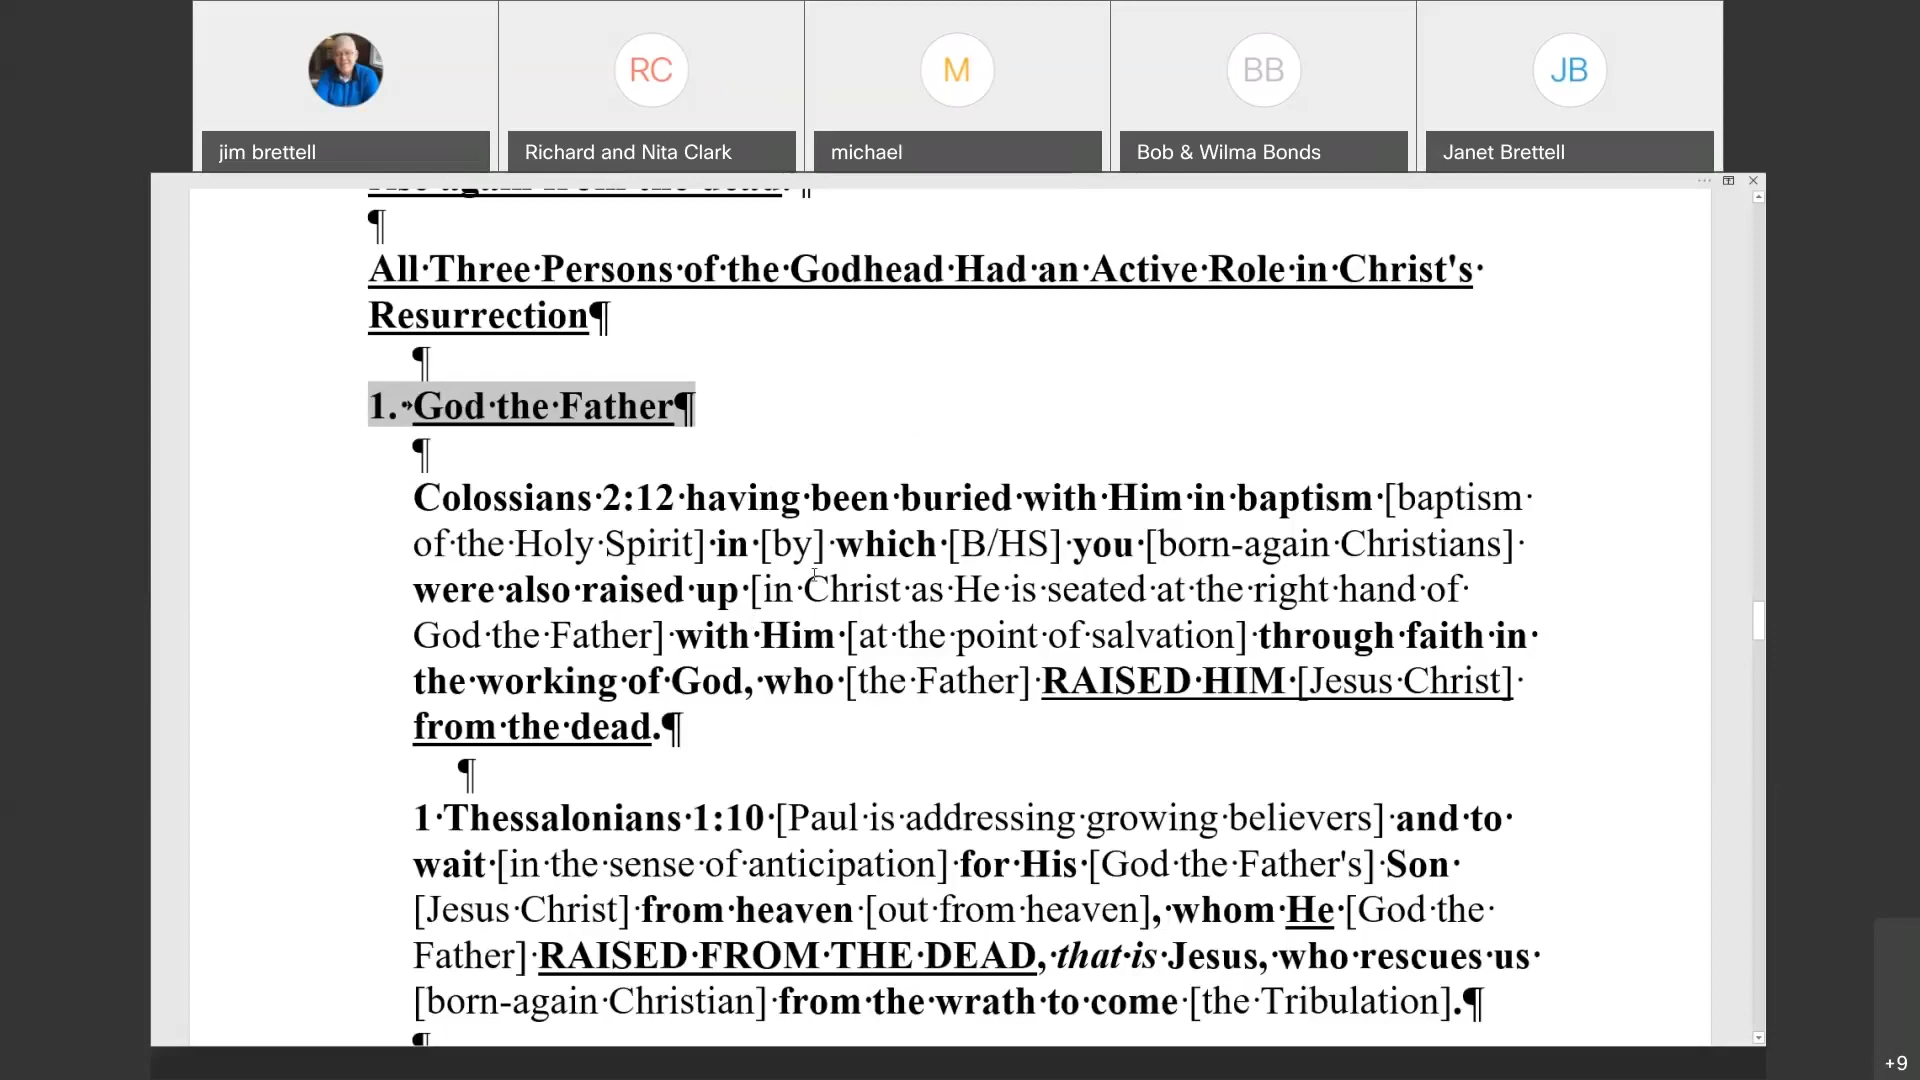 RC
M
BB
JB
jim brettell
Richard and Nita Clark
michael
Bob & Wilma Bonds
Janet Brettell
rise again from the dead. ¶
¶
All·Three·Persons·of·the·Godhead·Had·an·Active·Role·in·Christ's·
Resurrection¶
¶
1.·God·the·Father¶
¶
Colossians·2:12·having·been·buried·with·Him·in·baptism·[baptism·
of·the·Holy·Spirit]·in·[by]·which·[B/HS]·you·[born-again·Christians]·
were·also·raised·up·[in·Christ·as·He·is·seated·at·the·right·hand·of·
God·the·Father]·with·Him·[at·the·point·of·salvation]·through·faith·in·
the·working·of·God,·who·[the·Father]·RAISED·HIM·[Jesus·Christ]·
from·the·dead.¶
¶
1·Thessalonians·1:10·[Paul·is·addressing·growing·believers]·and·to·
wait·[in·the·sense·of·anticipation]·for·His·[God·the·Father's]·Son·
[Jesus·Christ]·from·heaven·[out·from·heaven],·whom·He·[God·the·
Father]·RAISED·FROM·THE·DEAD,·that·is·Jesus,·who·rescues·us·
[born-again·Christian]·from·the·wrath·to·come·[the·Tribulation].¶
¶
+9